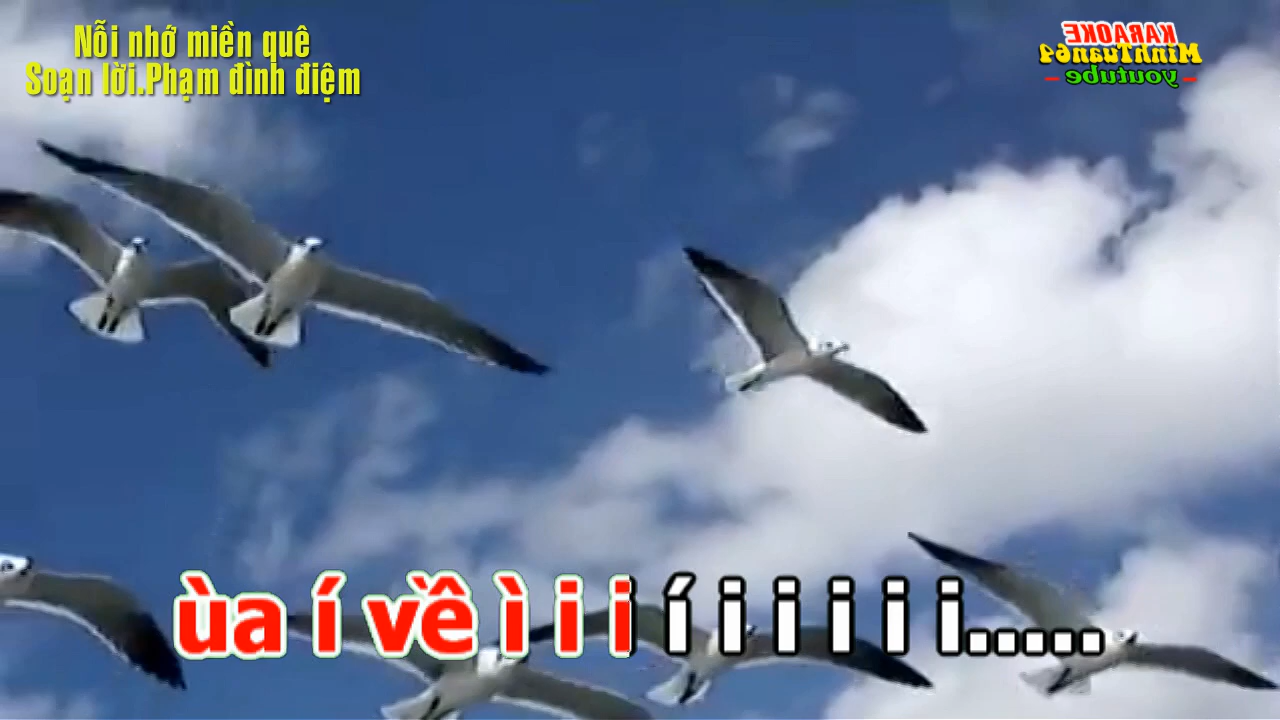 Nỗi nhớ miền quê
Soạn lời.Phạm đình điệm
KARAOKE
MinhTuan64
- youtube -
ùa í về ì i i í i i i i i.....